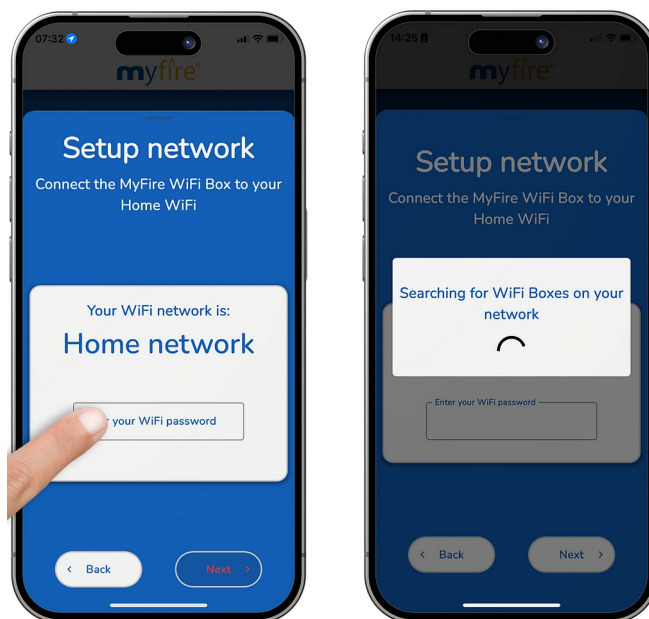 07:32
myfire®
Setup network
Connect the MyFire WiFi Box to your
Home WiFi
Your WiFi network is:
Home network
your WiFi password
Back
Next
14:25
myfire®
Setup network
Connect the MyFire WiFi Box to your
Home WiFi
Searching for WiFi Boxes on your
network
Enter your WiFi password
Back
Next